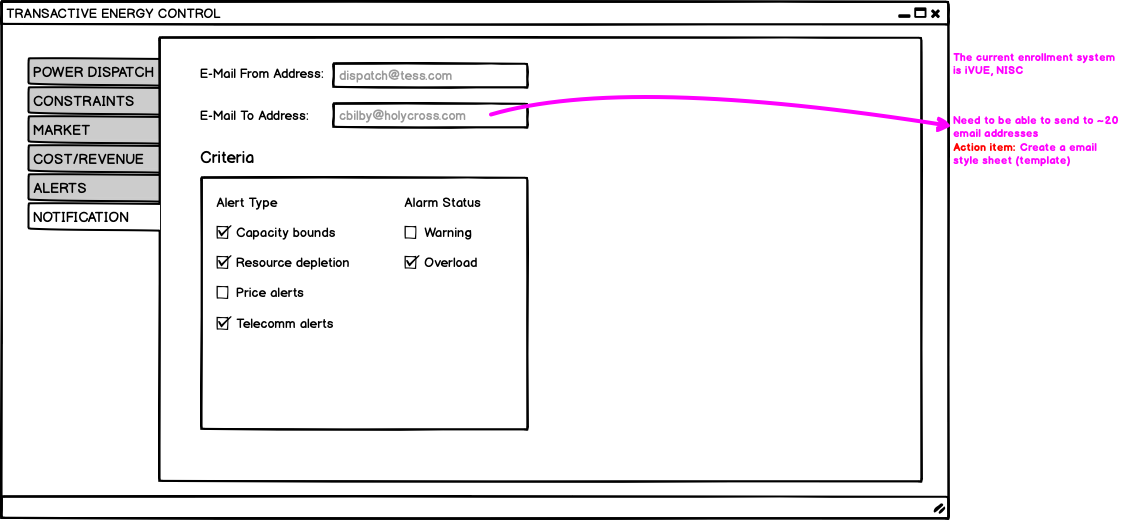 TRANSACTIVE ENERGY CONTROL
POWER DISPATCH
CONSTRAINTS
MARKET
COST/REVENUE
ALERTS
NOTIFICATION
E-Mail From Address: dispatch@tess.com
E-Mail To Address: cbilby@holycross.com
Criteria
Alert Type Alarm Status
Capacity bounds Warning
Resource depletion Overload
Price alerts
Telecomm alerts
The current enrollment system
is iVUE, NISC
Need to be able to send to ~20
email addresses
Action item: Create a email
style sheet (template)